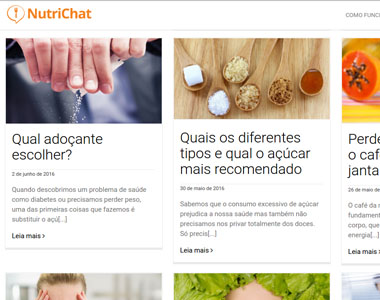 NutriChat
COMO FUNCI
Qual adoçante
escolher?
2 de junho de 2016
Quando descobrimos um problema de saúde
como diabetes ou precisamos perder peso,
uma das primeiras coisas que fazemos é
substituir o açú[...]
Leia mais >
Quais os diferentes
tipos e qual o açúcar
mais recomendado
30 de maio de 2016
Sabemos que o consumo excessivo de açúcar
prejudica a nossa saúde mas também não
precisamos nos privar totalmente dos doces.
Só precis[...]
Leia mais >
Perde
o caf
janta
26 de maio de
O café da m
fundament
corpo, que
energia[...]
Leia mais >